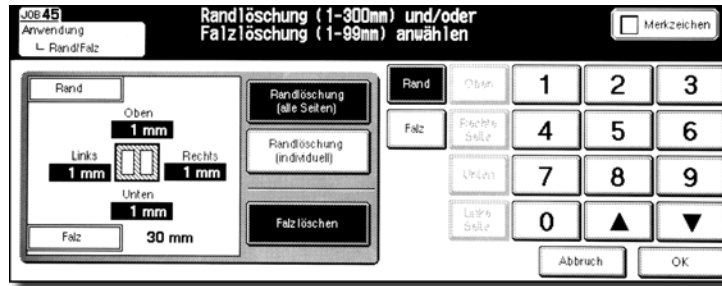 JOB 45
Anwendung
Rand/Falz
Randlöschung (1-300mm) und/oder
Falzlöschung (1-99mm) anwählen
Merkzeichen
Rand
Oben
1 mm
Links
1 mm
Rechts
1 mm
Unten
1 mm
Falz
30 mm
Randlöschung
(alle Seiten)
Randlöschung
(individuell)
Falzlöschen
Rand
Falz
Oben
Rechte
Seite
Unten
Linke
Seite
1 2 3
4 5 6
7 8 9
0 ▲ ▼
Abbruch
OK